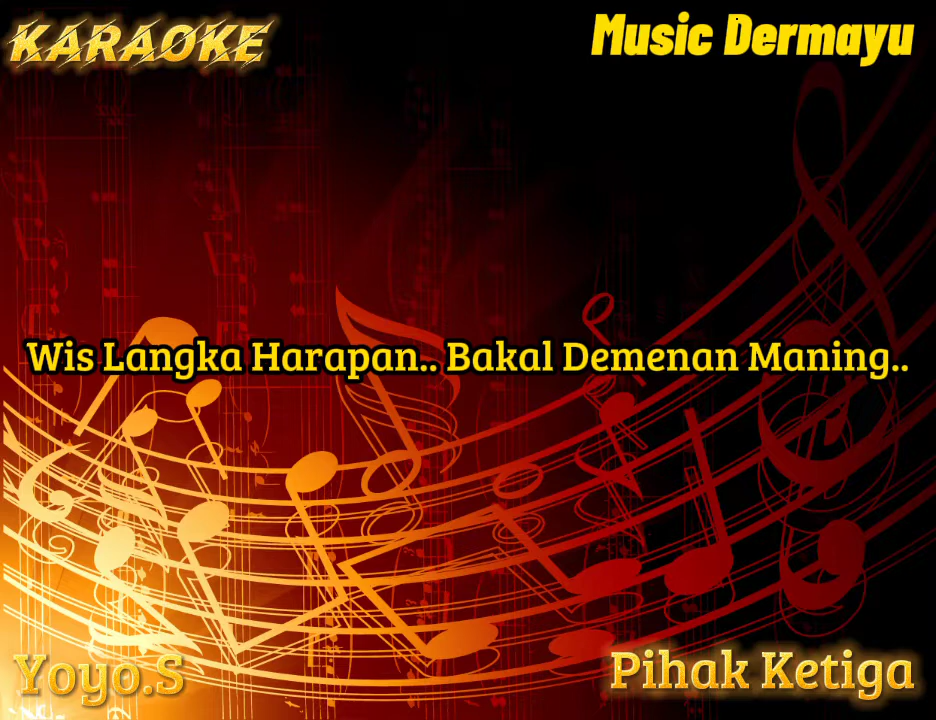 KARAOKE
Music Dermayu
Wis Langka Harapan.. Bakal Demenan Maning..
Yoyo.S
Pihak Ketiga